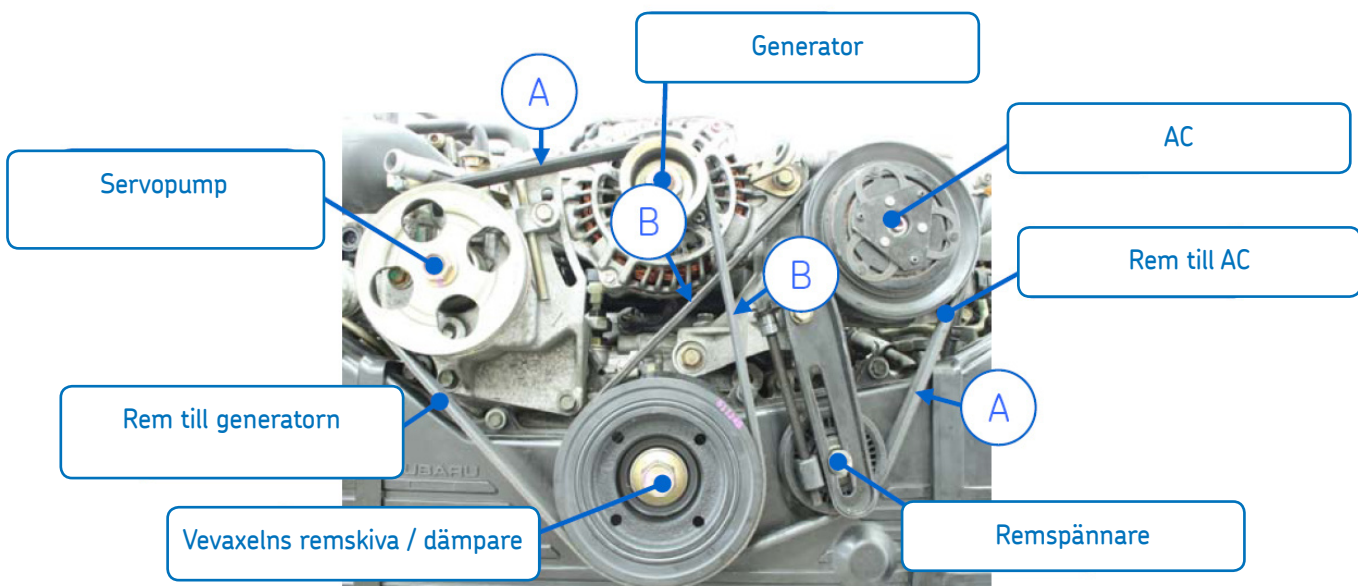 Generator
A
AC
Servopump
B
Rem till AC
B
Rem till generatorn
A
SUBARU
Vevaxelns remskiva / dämpare
Remspännare